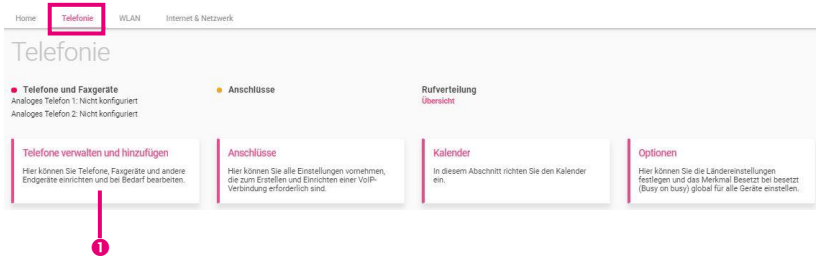 Home Telefonie WLAN Internet & Netzwerk
Telefonie
Telefone und Faxgeräte
Analoges Telefon 1: Nicht konfiguriert
Analoges Telefon 2: Nicht konfiguriert
Anschlüsse
Rufverteilung
Übersicht
Telefone verwalten und hinzufügen
Hier können Sie Telefone, Faxgeräte und andere
Endgeräte einrichten und bei Bedarf bearbeiten.
Anschlüsse
Hier können Sie alle Einstellungen vornehmen,
die zum Erstellen und Einrichten einer VoIP-
Verbindung erforderlich sind.
Kalender
In diesem Abschnitt richten Sie den Kalender
ein.
Optionen
Hier können Sie die Ländereinstellungen
festlegen und das Merkmal Besetzt bei besetzt
(Busy on busy) global für alle Geräte einstellen.
1